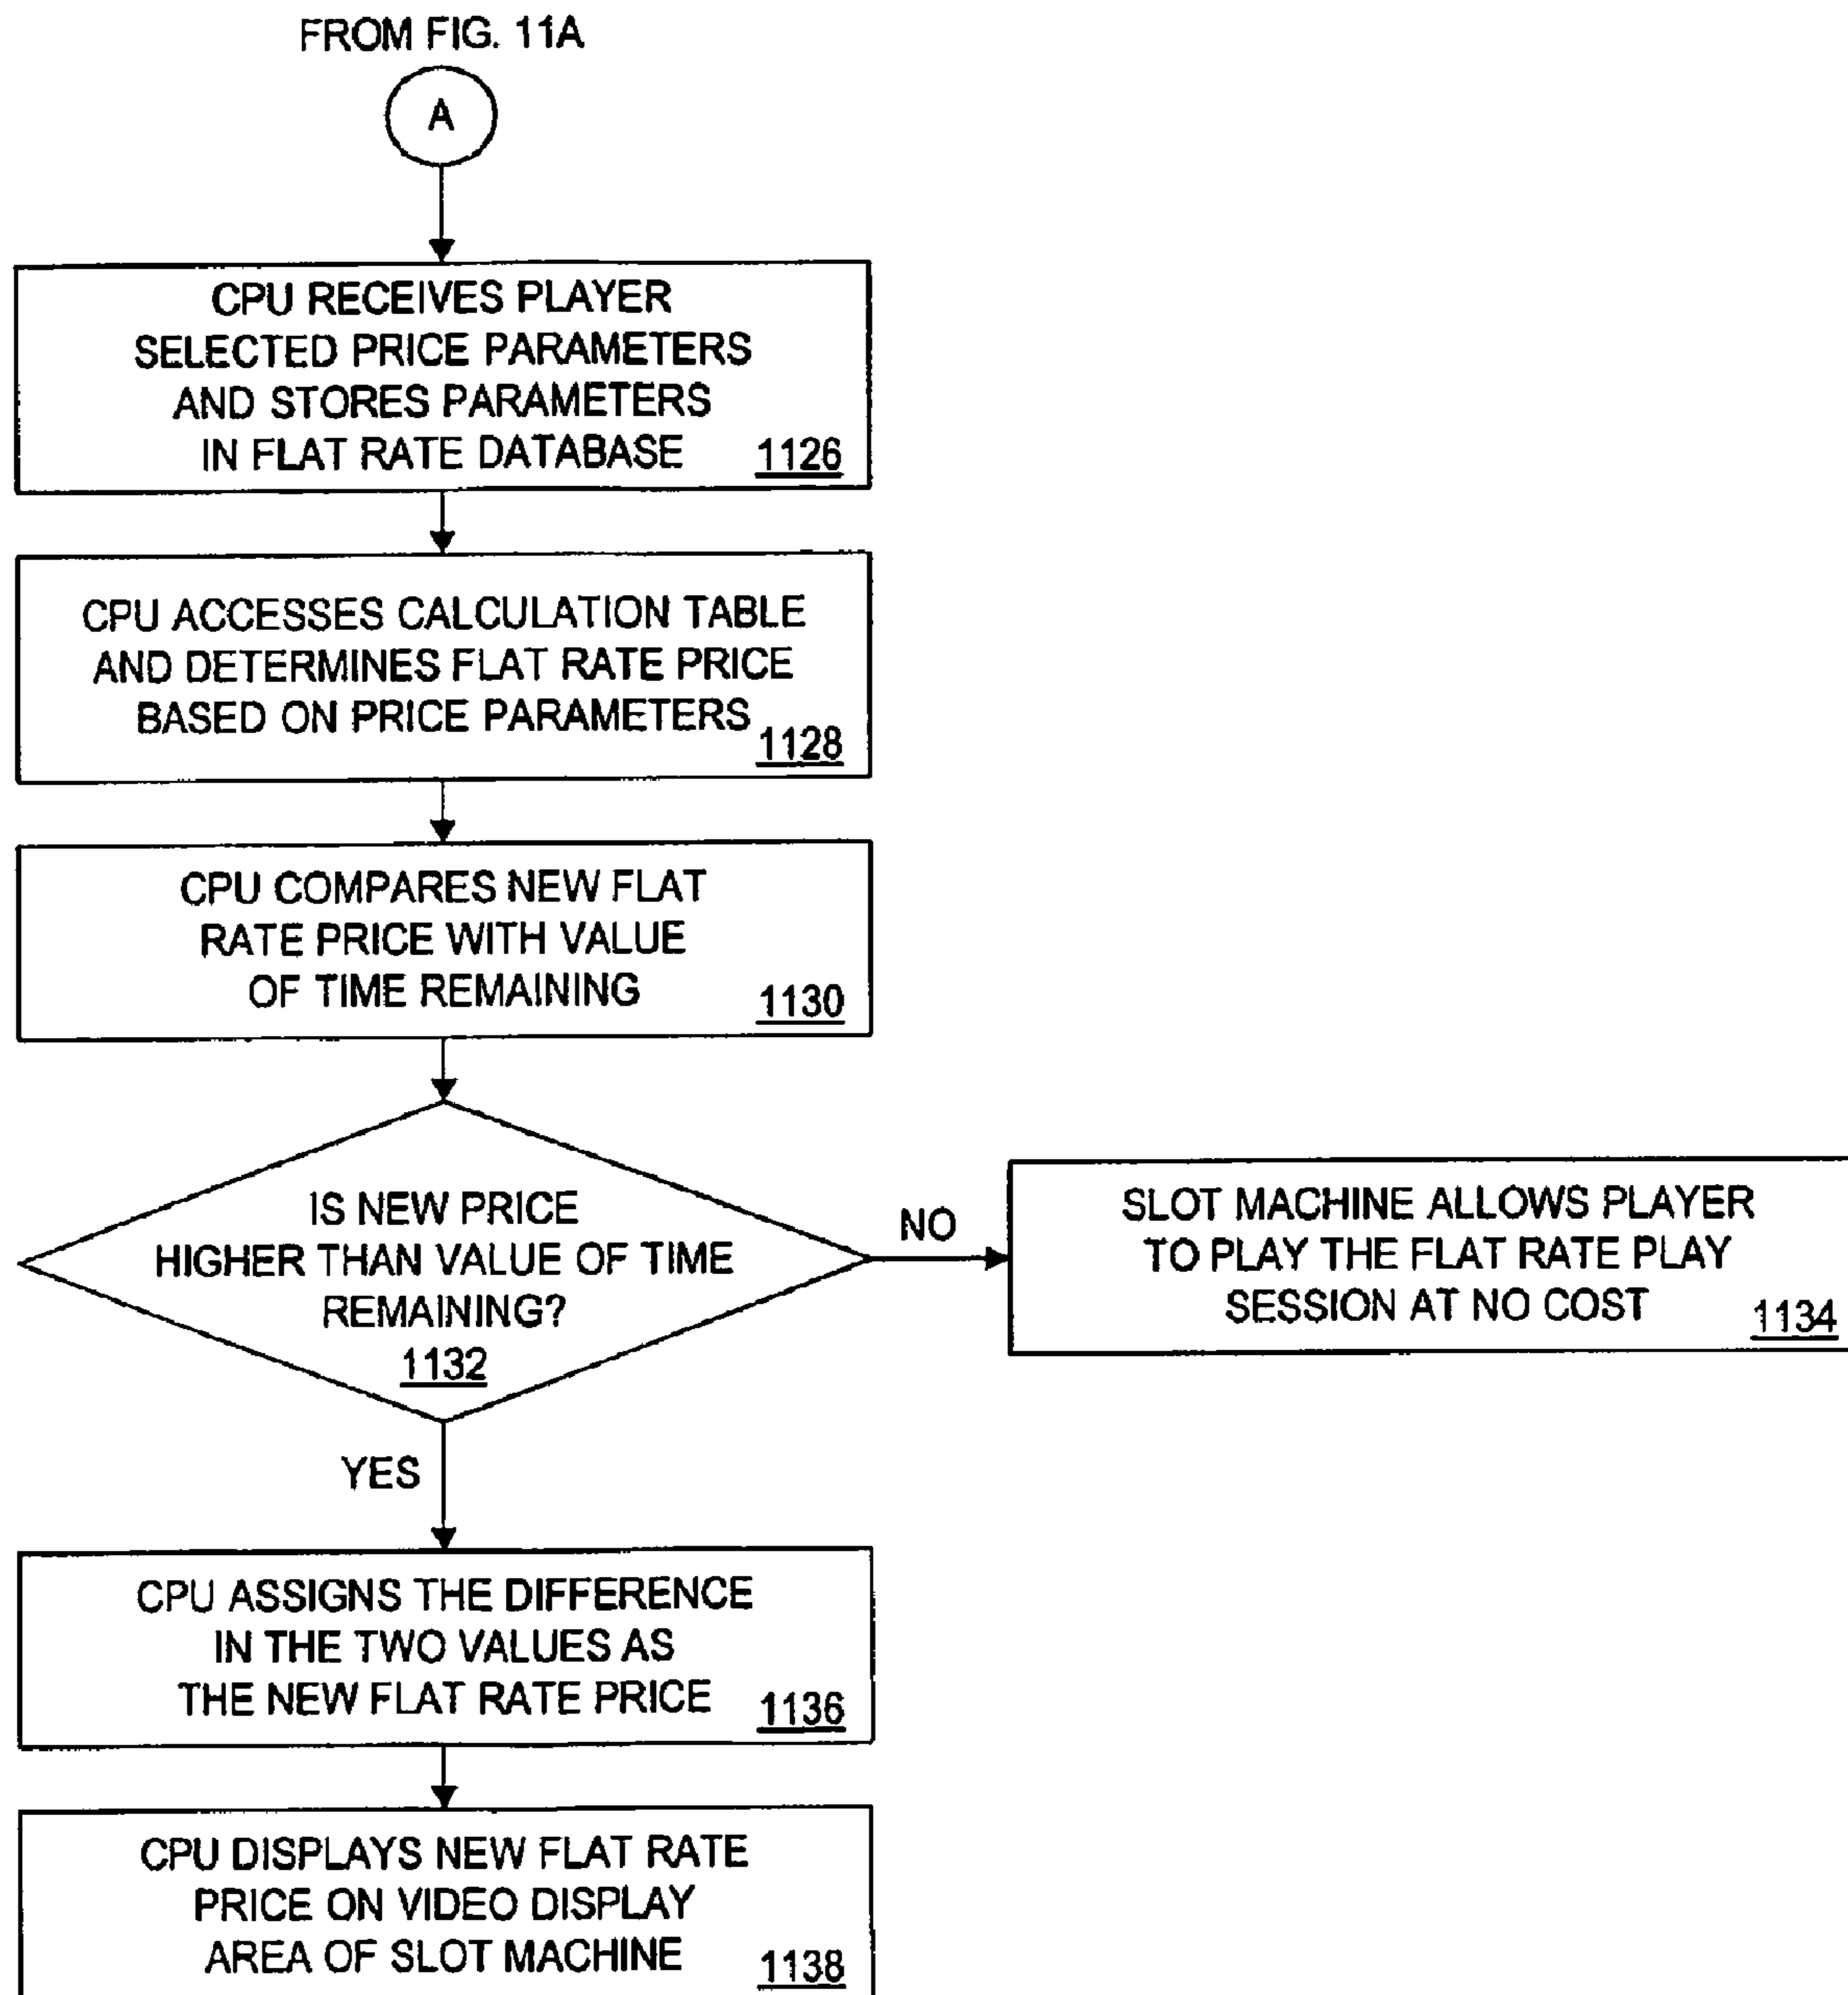 FROM FIG. 11A
A
CPU RECEIVES PLAYER
SELECTED PRICE PARAMETERS
AND STORES PARAMETERS
IN FLAT RATE DATABASE 1126
CPU ACCESSES CALCULATION TABLE
AND DETERMINES FLAT RATE PRICE
BASED ON PRICE PARAMETERS 1128
CPU COMPARES NEW FLAT
RATE PRICE WITH VALUE
OF TIME REMAINING 1130
IS NEW PRICE
HIGHER THAN VALUE OF TIME
REMAINING?
1132
NO
SLOT MACHINE ALLOWS PLAYER
TO PLAY THE FLAT RATE PLAY
SESSION AT NO COST 1134
YES
CPU ASSIGNS THE DIFFERENCE
IN THE TWO VALUES AS
THE NEW FLAT RATE PRICE 1136
CPU DISPLAYS NEW FLAT RATE
PRICE ON VIDEO DISPLAY
AREA OF SLOT MACHINE 1138